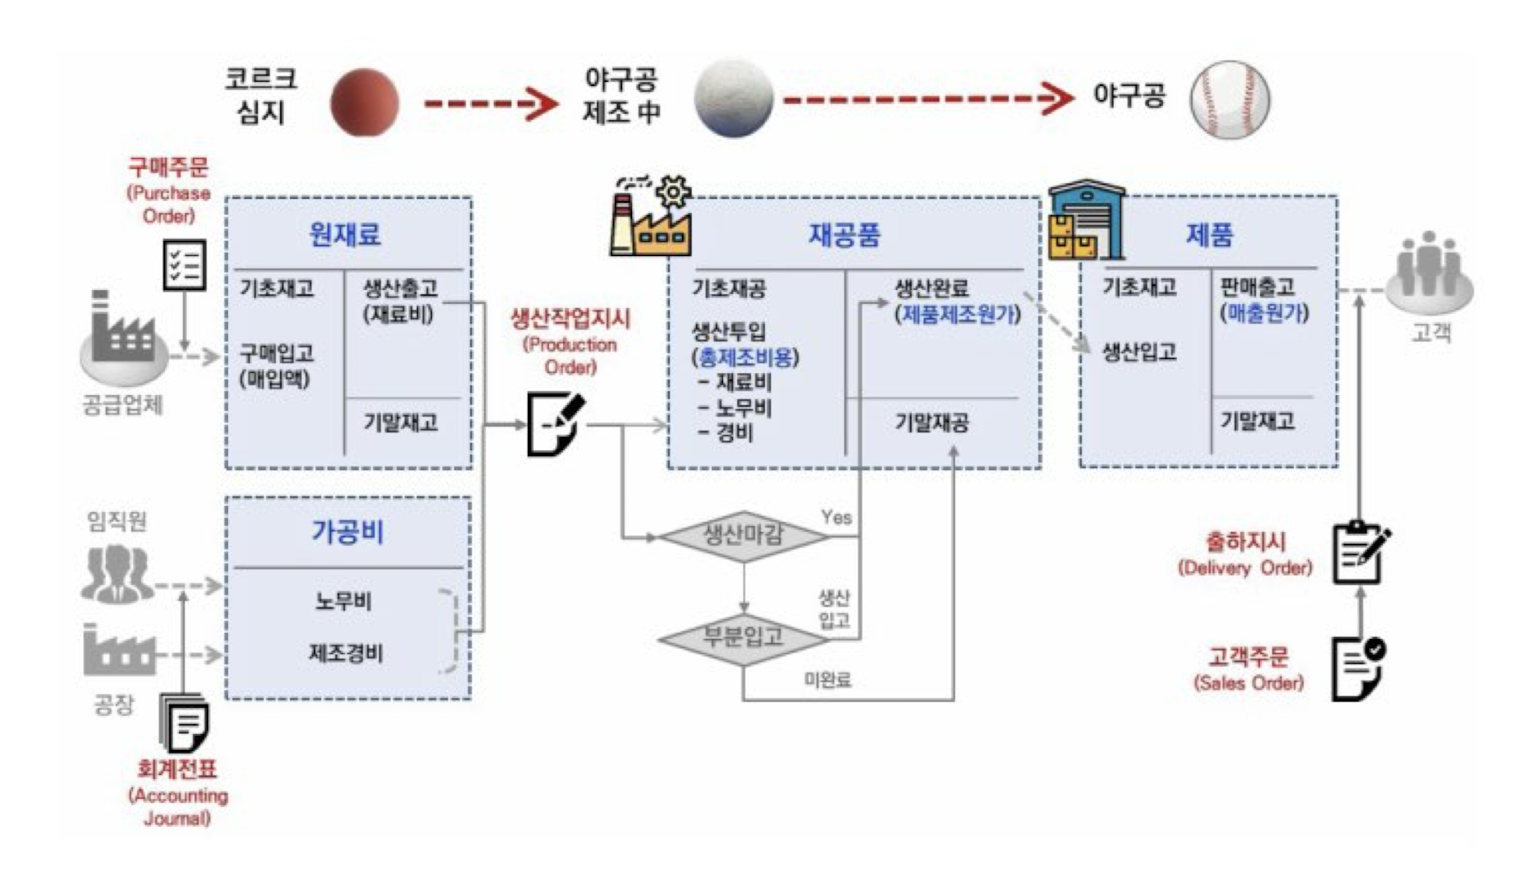 코르크
심지
야구공
제조 中
야구공
구매주문
(Purchase
Order)
공급업체
원재료
기초재고
구매입고
(매입액)
생산출고
(재료비)
기말재고
임직원
공장
회계전표
(Accounting
Journal)
가공비
노무비
제조경비
생산작업지시
(Production
Order)
재공품
기초재공
생산투입
(총제조비용)
- 재료비
- 노무비
- 경비
생산완료
(제품제조원가)
기말재공
생산마감
Yes
부분입고
생산
입고
미완료
제품
기초재고
생산입고
판매출고
(매출원가)
기말재고
고객
출하지시
(Delivery Order)
고객주문
(Sales Order)